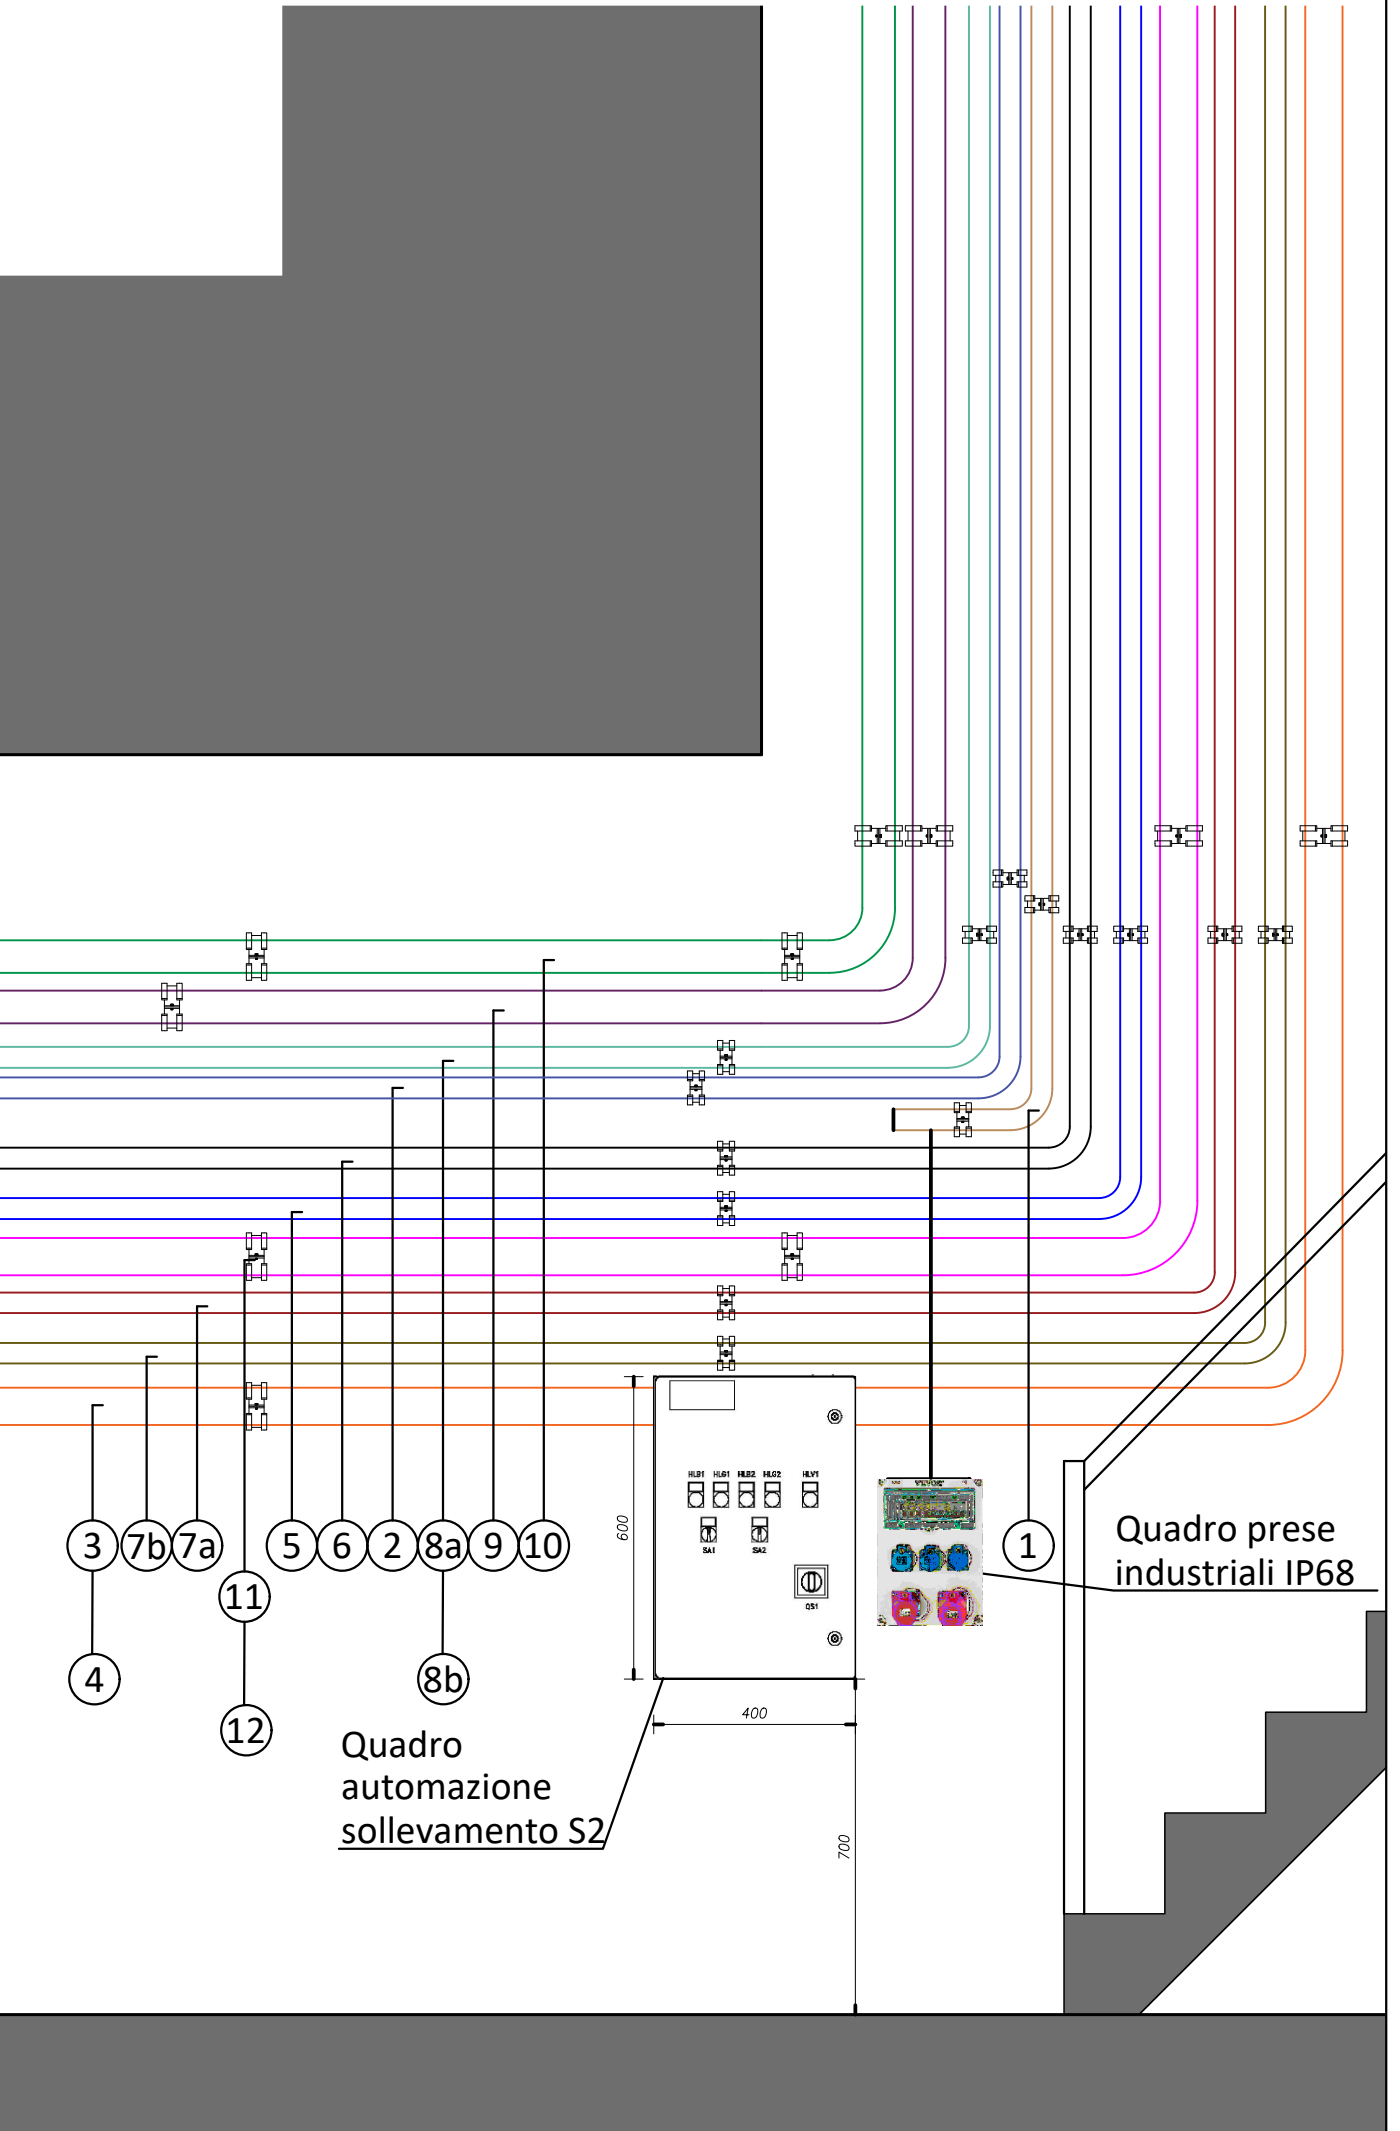 HLB1 HLG1 HLB2 HLG2 HLV1
SA1 SA2
QS1
600
400
700
3 7b 7a 5 6 2 8a 9 10 1
11
4 8b
12
Quadro prese
industriali IP68
Quadro
automazione
sollevamento S2